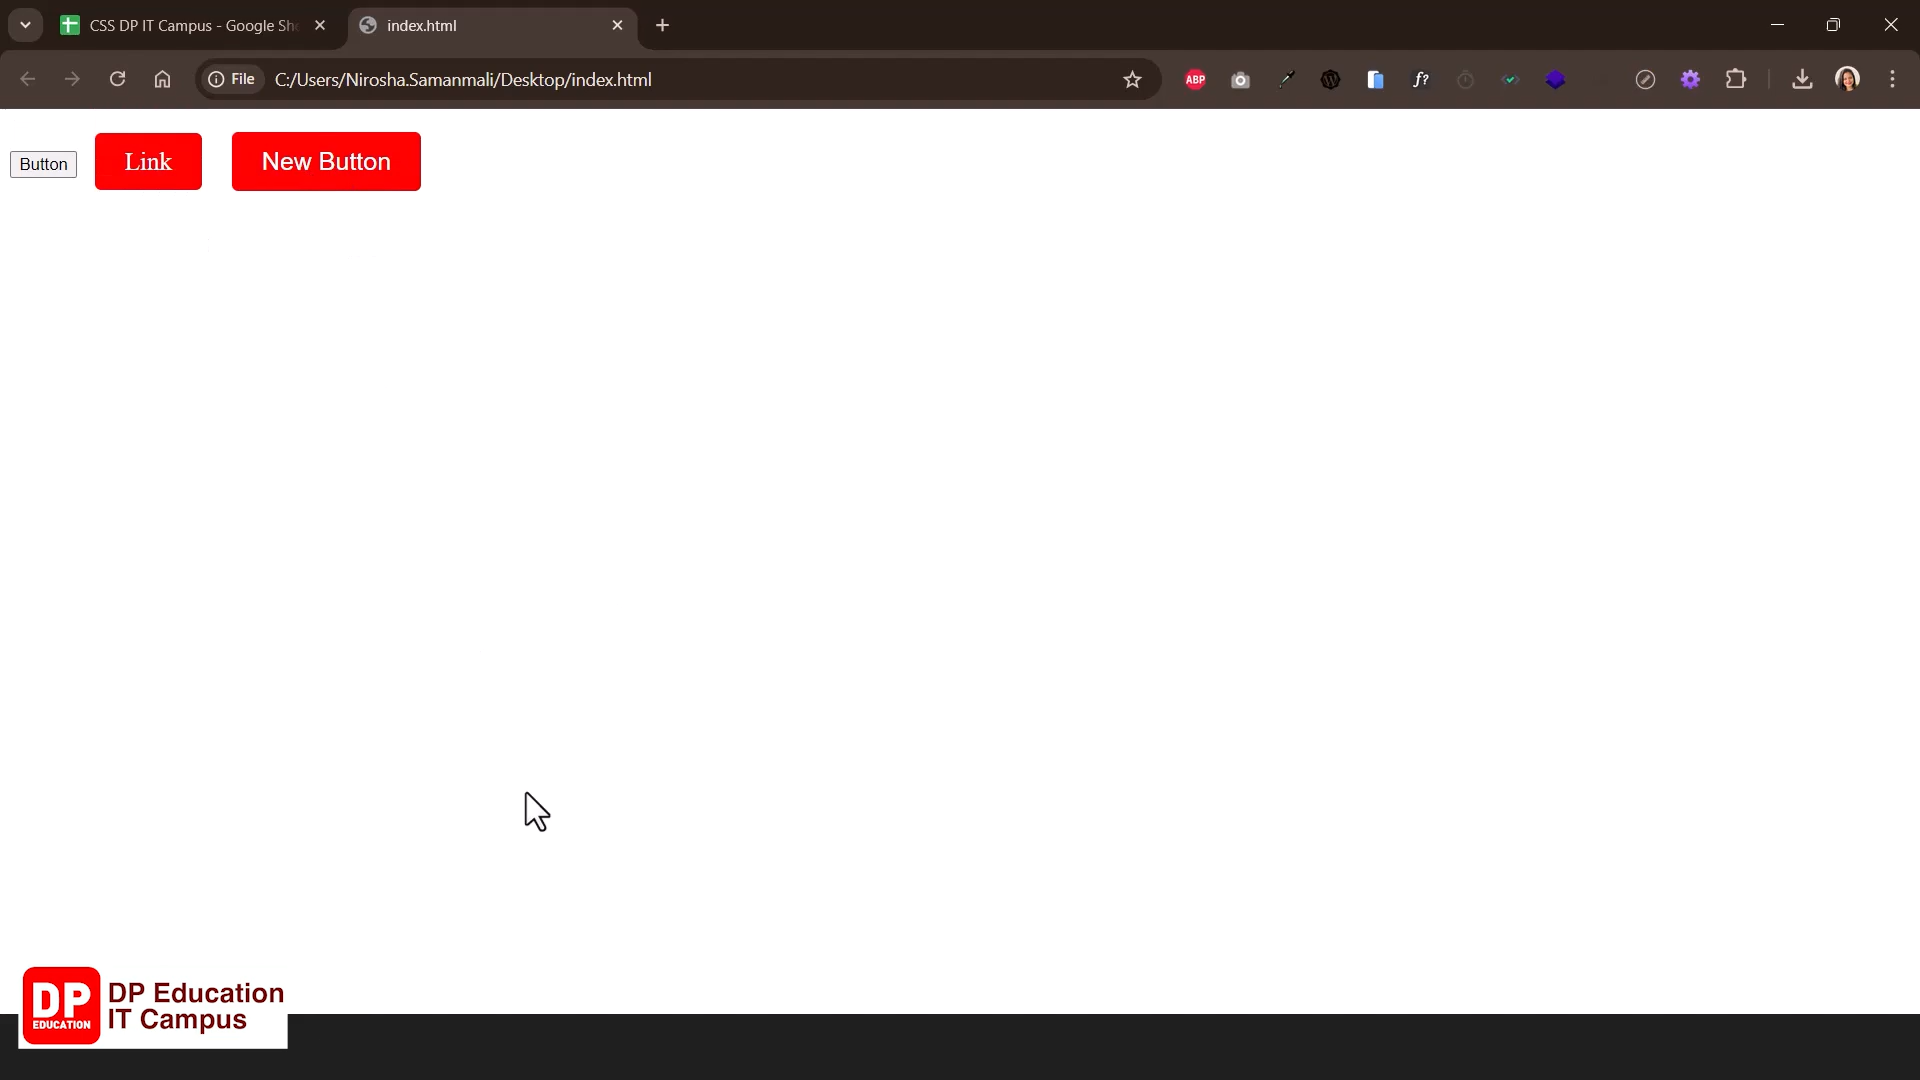 CSS DP IT Campus - Google She
index.html
File
C:/Users/Nirosha.Samanmali/Desktop/index.html
ABP
f?
Button
Link
New Button
DP
EDUCATION
DP Education
IT Campus